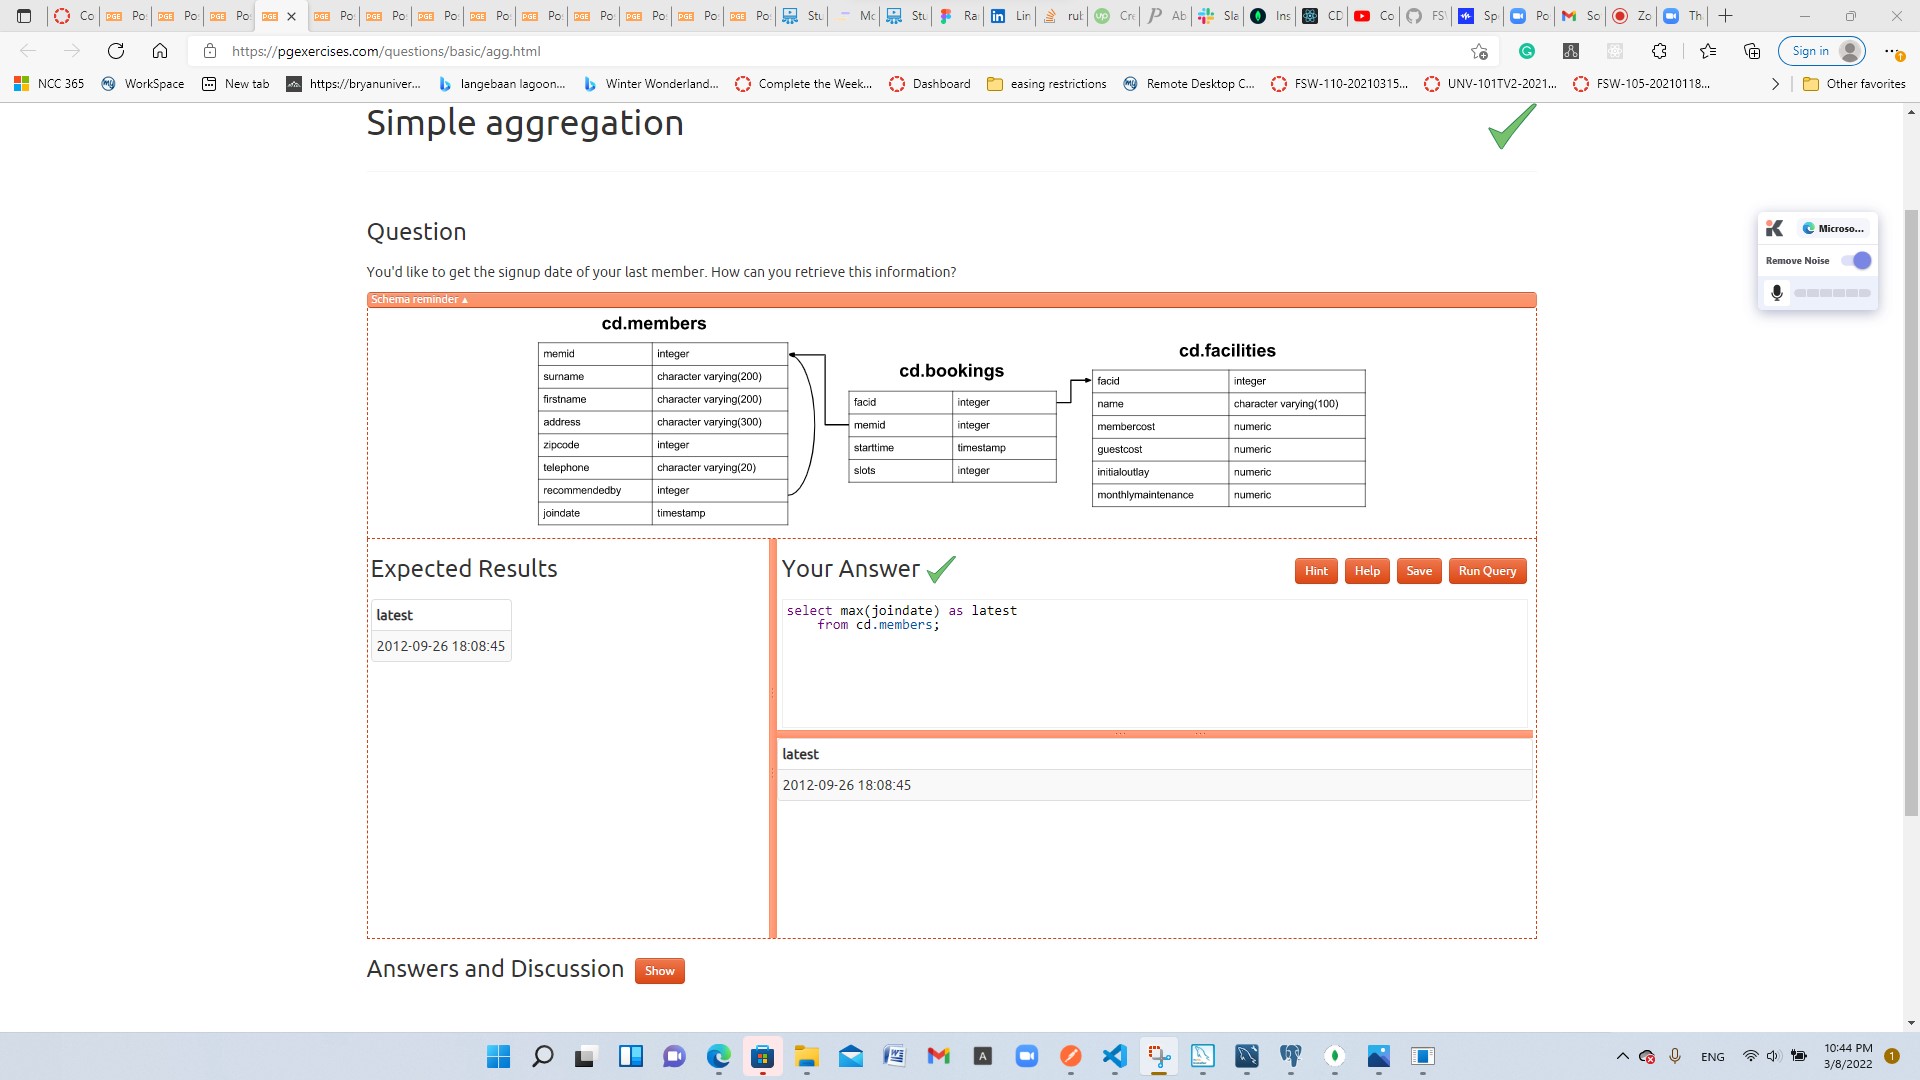 Co
Po
Po
Po
Po
Po
Po
Po
Po
Po
Po
Po
Po
Stu
Mo
Stu
Ra
Lin
rub
Cre
Ab
Sla
Ins
CD
Co
FSW
Sp
Po
So
Zo
Th
https://pgexercises.com/questions/basic/agg.html
Sign in
NCC 365
WorkSpace
New tab
https://bryanuniver...
langebaan lagoon...
Winter Wonderland...
Complete the Week...
Dashboard
easing restrictions
Remote Desktop C...
FSW-110-20210315...
UNV-101TV2-2021...
FSW-105-20210118...
Other favorites
Simple aggregation
Question
You'd like to get the signup date of your last member. How can you retrieve this information?
Schema reminder ▴
cd.members
memid integer
surname character varying(200)
firstname character varying(200)
address character varying(300)
zipcode integer
telephone character varying(20)
recommendedby integer
joindate timestamp
cd.bookings
facid integer
memid integer
starttime timestamp
slots integer
cd.facilities
facid integer
name character varying(100)
membercost numeric
guestcost numeric
initialoutlay numeric
monthlymaintenance numeric
Microso...
Remove Noise
Expected Results
latest
2012-09-26 18:08:45
Your Answer
Hint Help Save Run Query
select max(joindate) as latest
from cd.members;
latest
2012-09-26 18:08:45
Answers and Discussion Show
ENG
10:44 PM
3/8/2022
1